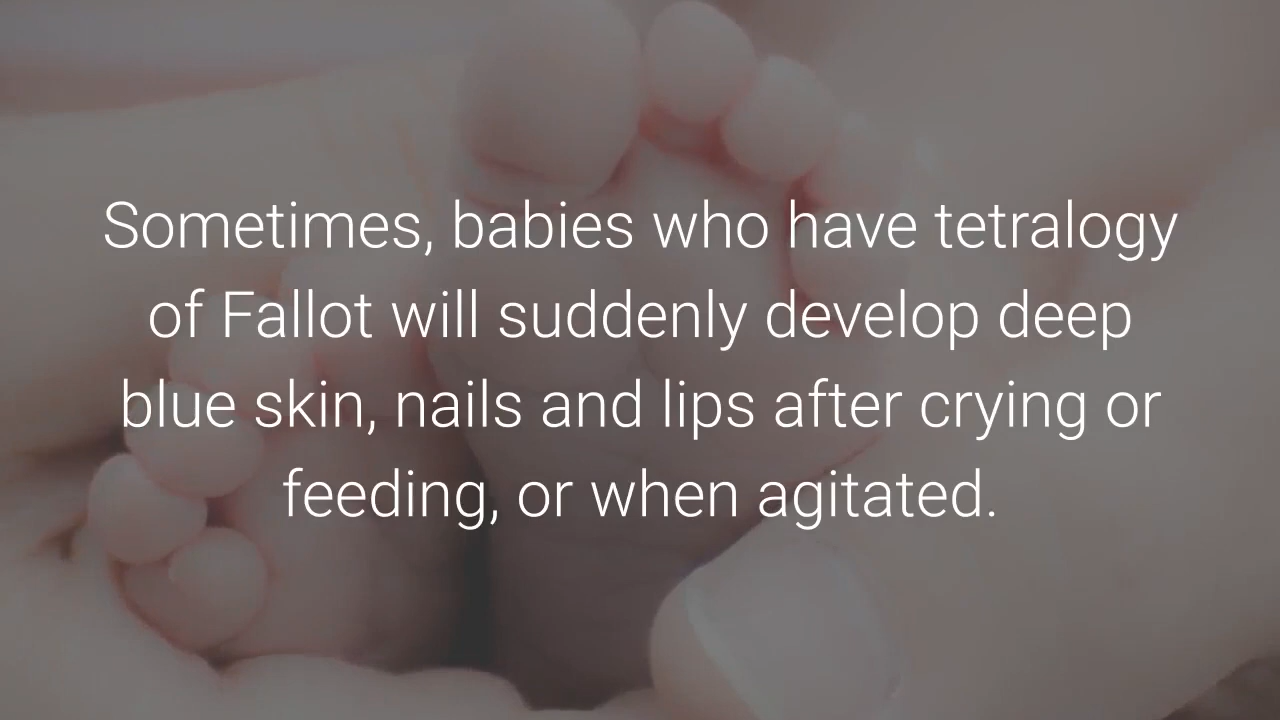 Sometimes, babies who have tetralogy
of Fallot will suddenly develop deep
blue skin, nails and lips after crying or
feeding, or when agitated.